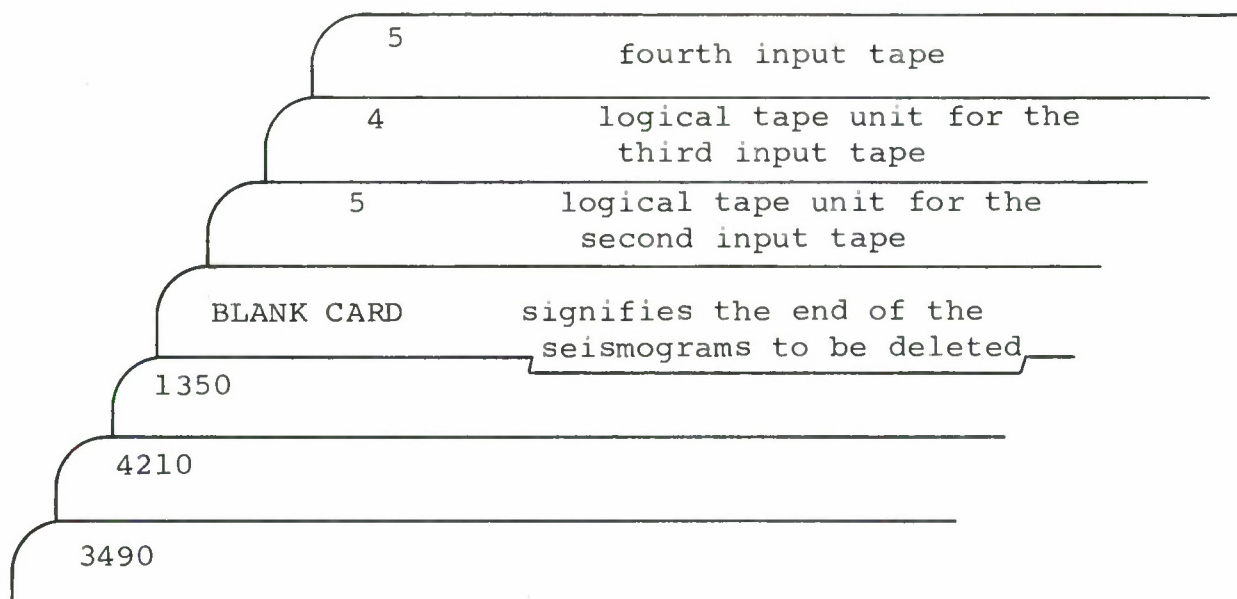 5
fourth input tape
4 logical tape unit for the
third input tape
5 logical tape unit for the
second input tape
BLANK CARD signifies the end of the
seismograms to be deleted
1350
4210
3490